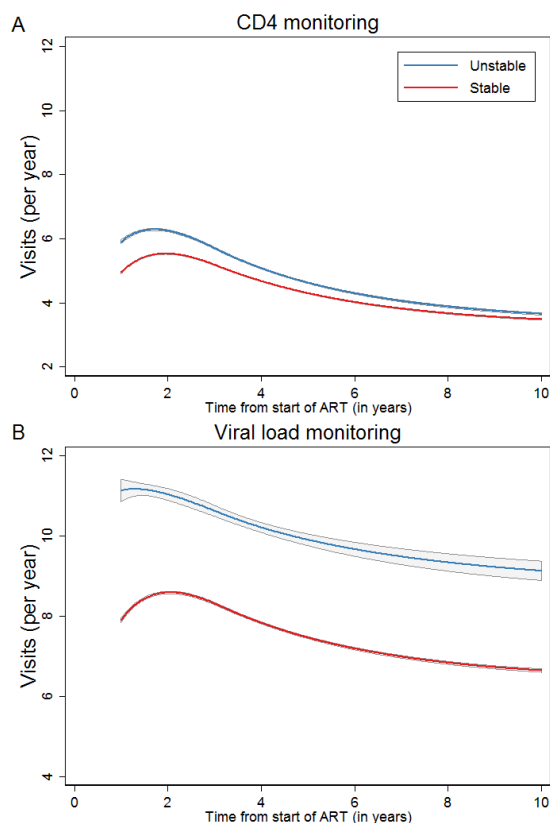 A
CD4 monitoring
Unstable
Stable
Visits (per year)
12
10
8
6
4
2
0 2 4 6 8 10
Time from start of ART (in years)
B
Viral load monitoring
Visits (per year)
12
10
8
6
4
0 2 4 6 8 10
Time from start of ART (in years)